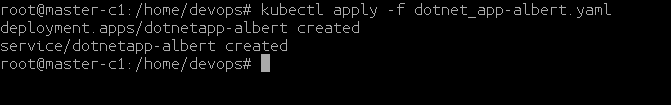 root@master-c1:/home/devops# kubectl apply -f dotnet_app-albert.yaml
deployment.apps/dotnetapp-albert created
service/dotnetapp-albert created
root@master-c1:/home/devops#